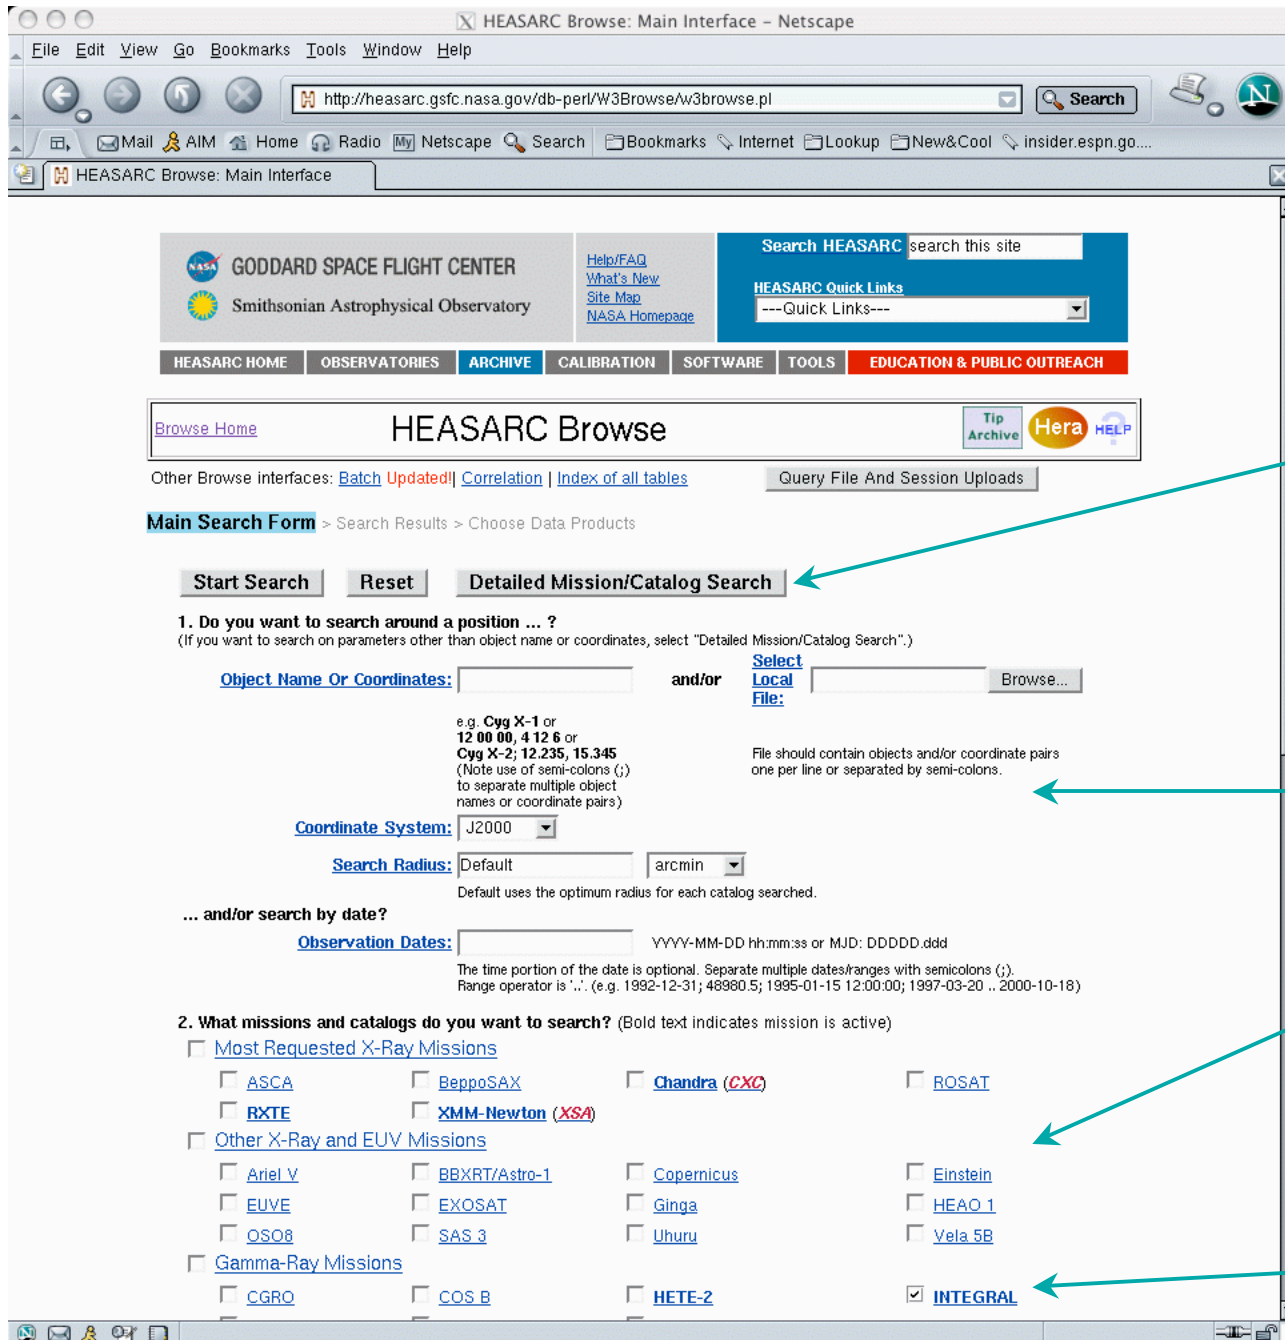 HEASARC Browse: Main Interface – Netscape
File Edit View Go Bookmarks Tools Window Help
http://heasarc.gsfc.nasa.gov/db-perl/W3Browse/w3browse.pl Search N
Mail AIM Home Radio My Netscape Search Bookmarks Internet Lookup New&Cool insider.espn.go....
HEASARC Browse: Main Interface
NASA GODDARD SPACE FLIGHT CENTER
Smithsonian Astrophysical Observatory
Help/FAQ
What's New
Site Map
NASA Homepage
Search HEASARC search this site
HEASARC Quick Links
---Quick Links---
HEASARC HOME OBSERVATORIES ARCHIVE CALIBRATION SOFTWARE TOOLS EDUCATION & PUBLIC OUTREACH
Browse Home HEASARC Browse Tip Archive Hera HELP ?
Other Browse interfaces: Batch Updated!| Correlation | Index of all tables Query File And Session Uploads
Main Search Form > Search Results > Choose Data Products
Start Search Reset Detailed Mission/Catalog Search
1. Do you want to search around a position ... ?
(If you want to search on parameters other than object name or coordinates, select "Detailed Mission/Catalog Search".)
Object Name Or Coordinates: and/or Select Local File: Browse...
e.g. Cyg X-1 or
12 00 00, 4 12 6 or
Cyg X-2; 12.235, 15.345
(Note use of semi-colons (;)
to separate multiple object
names or coordinate pairs)
File should contain objects and/or coordinate pairs
one per line or separated by semi-colons.
Coordinate System: J2000
Search Radius: Default arcmin
Default uses the optimum radius for each catalog searched.
... and/or search by date?
Observation Dates: YYYY-MM-DD hh:mm:ss or MJD: DDDDD.ddd
The time portion of the date is optional. Separate multiple dates/ranges with semicolons (;).
Range operator is '..'. (e.g. 1992-12-31; 48980.5; 1995-01-15 12:00:00; 1997-03-20 .. 2000-10-18)
2. What missions and catalogs do you want to search? (Bold text indicates mission is active)
Most Requested X-Ray Missions
ASCA BeppoSAX Chandra (CXC) ROSAT
RXTE XMM-Newton (XSA)
Other X-Ray and EUV Missions
Ariel V BBXRT/Astro-1 Copernicus Einstein
EUVE EXOSAT Ginga HEAO 1
OSO8 SAS 3 Uhuru Vela 5B
Gamma-Ray Missions
CGRO COS B HETE-2 INTEGRAL